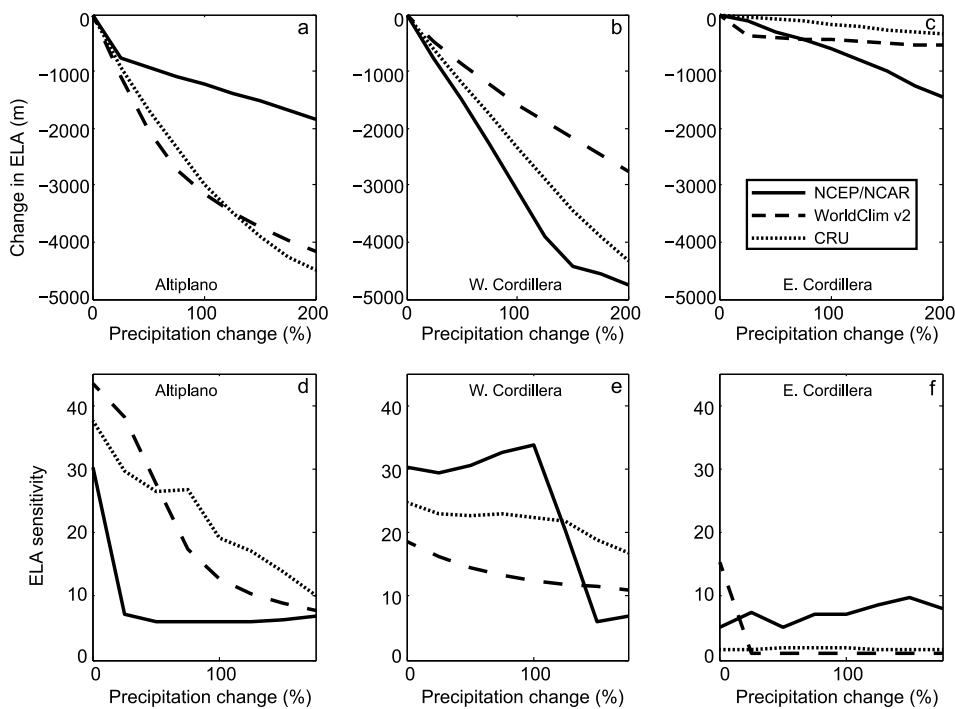 Change in ELA (m)
0
−1000
−2000
−3000
−4000
−5000
a
Altiplano
0
100
200
Precipitation change (%)
0
−1000
−2000
−3000
−4000
−5000
b
W. Cordillera
0
100
200
Precipitation change (%)
0
−1000
−2000
−3000
−4000
−5000
c
NCEP/NCAR
WorldClim v2
CRU
E. Cordillera
0
100
200
Precipitation change (%)
ELA sensitivity
40
30
20
10
0
Altiplano
d
0
100
Precipitation change (%)
40
30
20
10
0
W. Cordillera
e
0
100
Precipitation change (%)
40
30
20
10
0
E. Cordillera
f
0
100
Precipitation change (%)